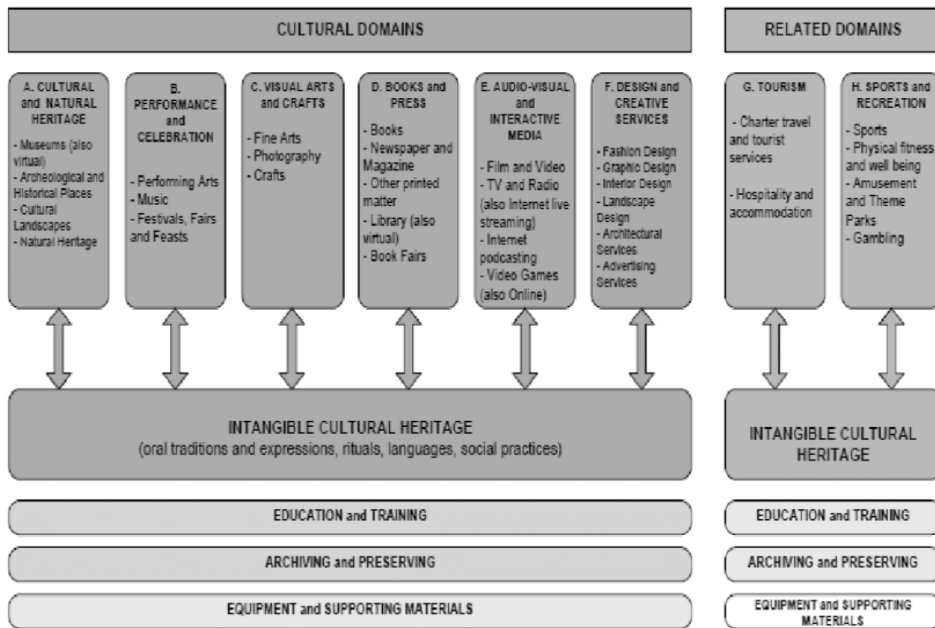 CULTURAL DOMAINS
RELATED DOMAINS
A. CULTURAL
and NATURAL
HERITAGE
- Museums (also
virtual)
- Archeological and
Historical Places
- Cultural
Landscapes
- Natural Heritage
B.
PERFORMANCE
and
CELEBRATION
- Performing Arts
- Music
- Festivals, Fairs
and Feasts
C. VISUAL ARTS
and CRAFTS
- Fine Arts
- Photography
- Crafts
D. BOOKS and
PRESS
- Books
- Newspaper and
Magazine
- Other printed
matter
- Library (also
virtual)
- Book Fairs
E. AUDIO-VISUAL
and
INTERACTIVE
MEDIA
- Film and Video
- TV and Radio
(also Internet live
streaming)
- Internet
podcasting
- Video Games
(also Online)
F. DESIGN and
CREATIVE
SERVICES
- Fashion Design
- Graphic Design
- Interior Design
- Landscape
Design
- Architectural
Services
- Advertising
Services
G. TOURISM
- Charter travel
and tourist
services
- Hospitality and
accommodation
H. SPORTS and
RECREATION
- Sports
- Physical fitness
and well being
- Amusement
and Theme
Parks
- Gambling
INTANGIBLE CULTURAL HERITAGE
(oral traditions and expressions, rituals, languages, social practices)
INTANGIBLE CULTURAL
HERITAGE
EDUCATION and TRAINING
EDUCATION and TRAINING
ARCHIVING and PRESERVING
ARCHIVING and PRESERVING
EQUIPMENT and SUPPORTING MATERIALS
EQUIPMENT and SUPPORTING
MATERIALS